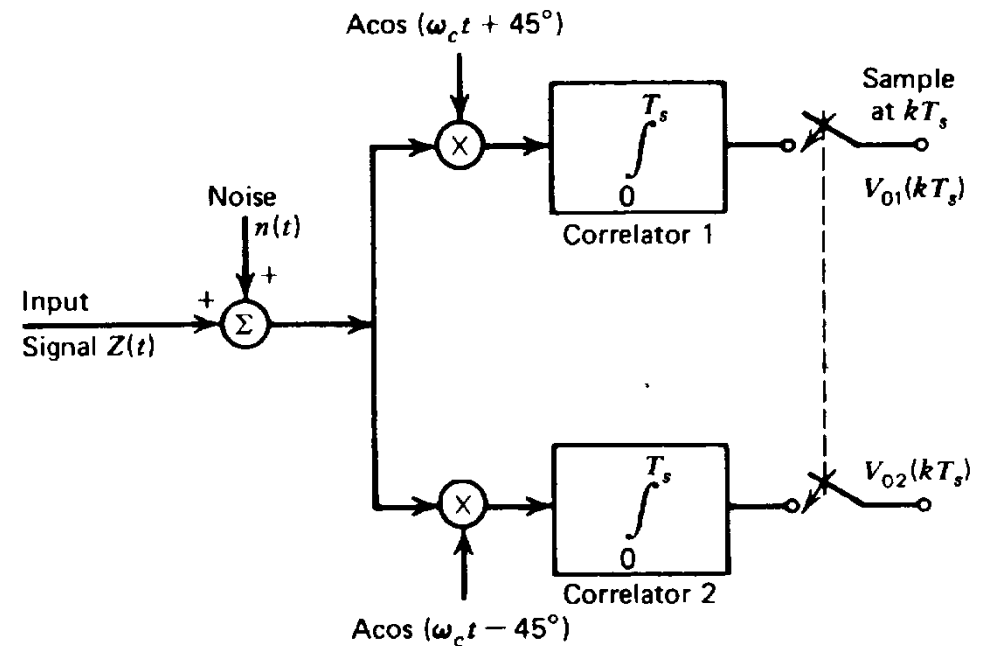 Acos (ω_c t + 45°)
Sample
at kT_s
T_s
∫
0
X
V_01(kT_s)
Correlator 1
Noise
n(t)
+
Input
+
Σ
Signal Z(t)
T_s
∫
0
X
V_02(kT_s)
Correlator 2
Acos (ω_c t − 45°)